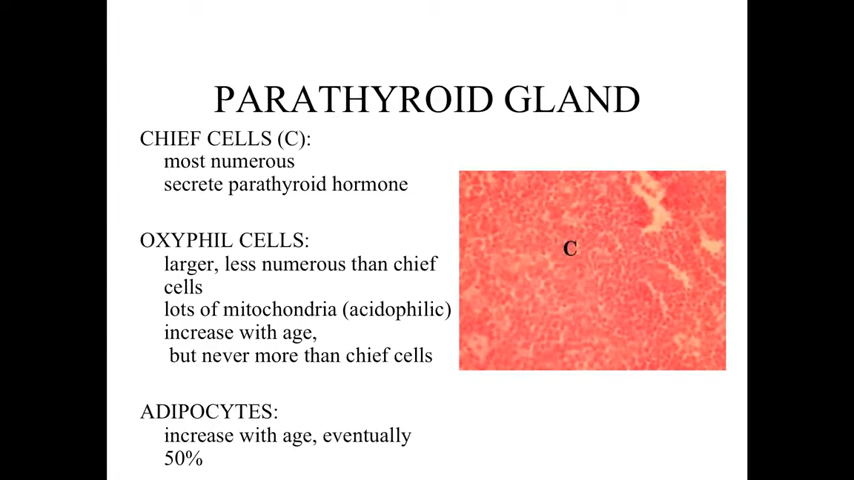 PARATHYROID GLAND
CHIEF CELLS (C):
most numerous
secrete parathyroid hormone
OXYPHIL CELLS:
larger, less numerous than chief
cells
lots of mitochondria (acidophilic)
increase with age,
but never more than chief cells
ADIPOCYTES:
increase with age, eventually
50%
C